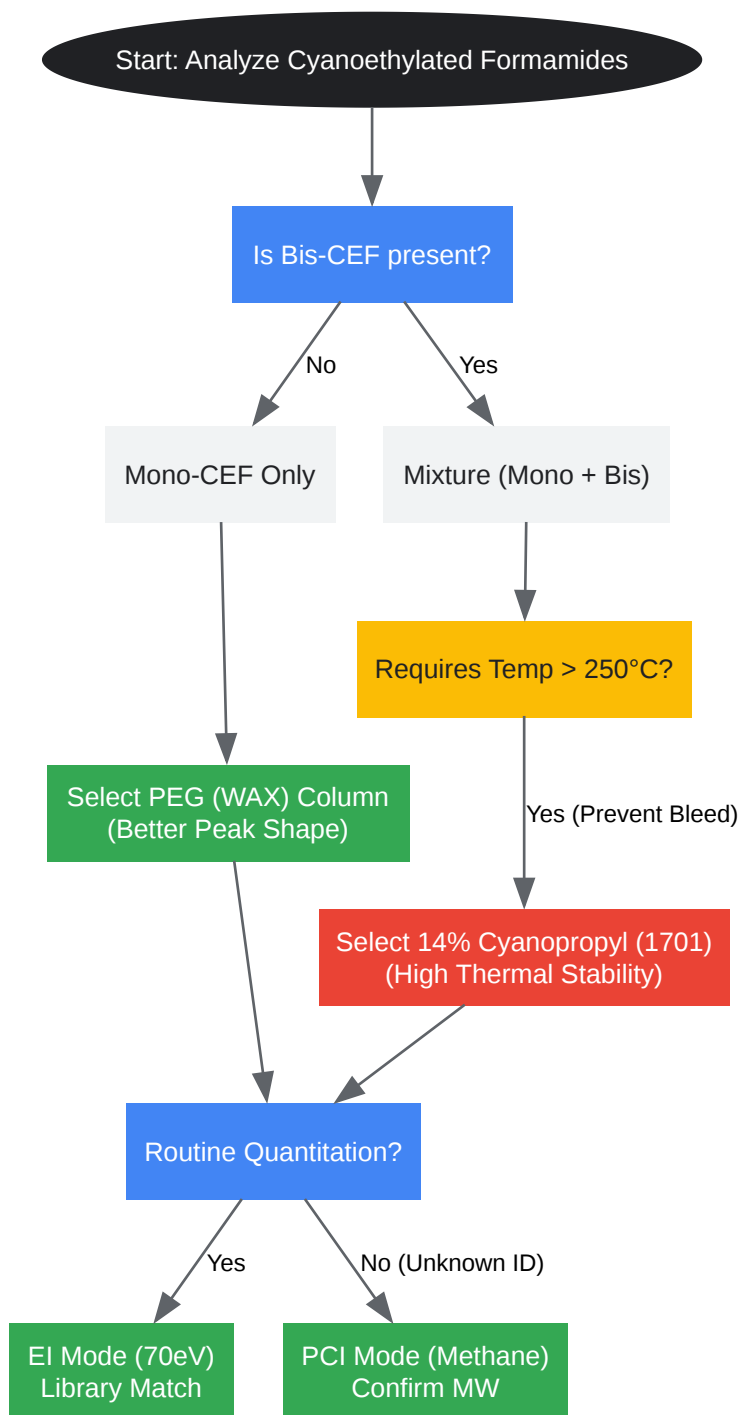 Start: Analyze Cyanoethylated Formamides
Is Bis-CEF present?
No
Yes
Mono-CEF Only
Mixture (Mono + Bis)
Requires Temp > 250°C?
Select PEG (WAX) Column
(Better Peak Shape)
Yes (Prevent Bleed)
Select 14% Cyanopropyl (1701)
(High Thermal Stability)
Routine Quantitation?
Yes
No (Unknown ID)
EI Mode (70eV)
Library Match
PCI Mode (Methane)
Confirm MW